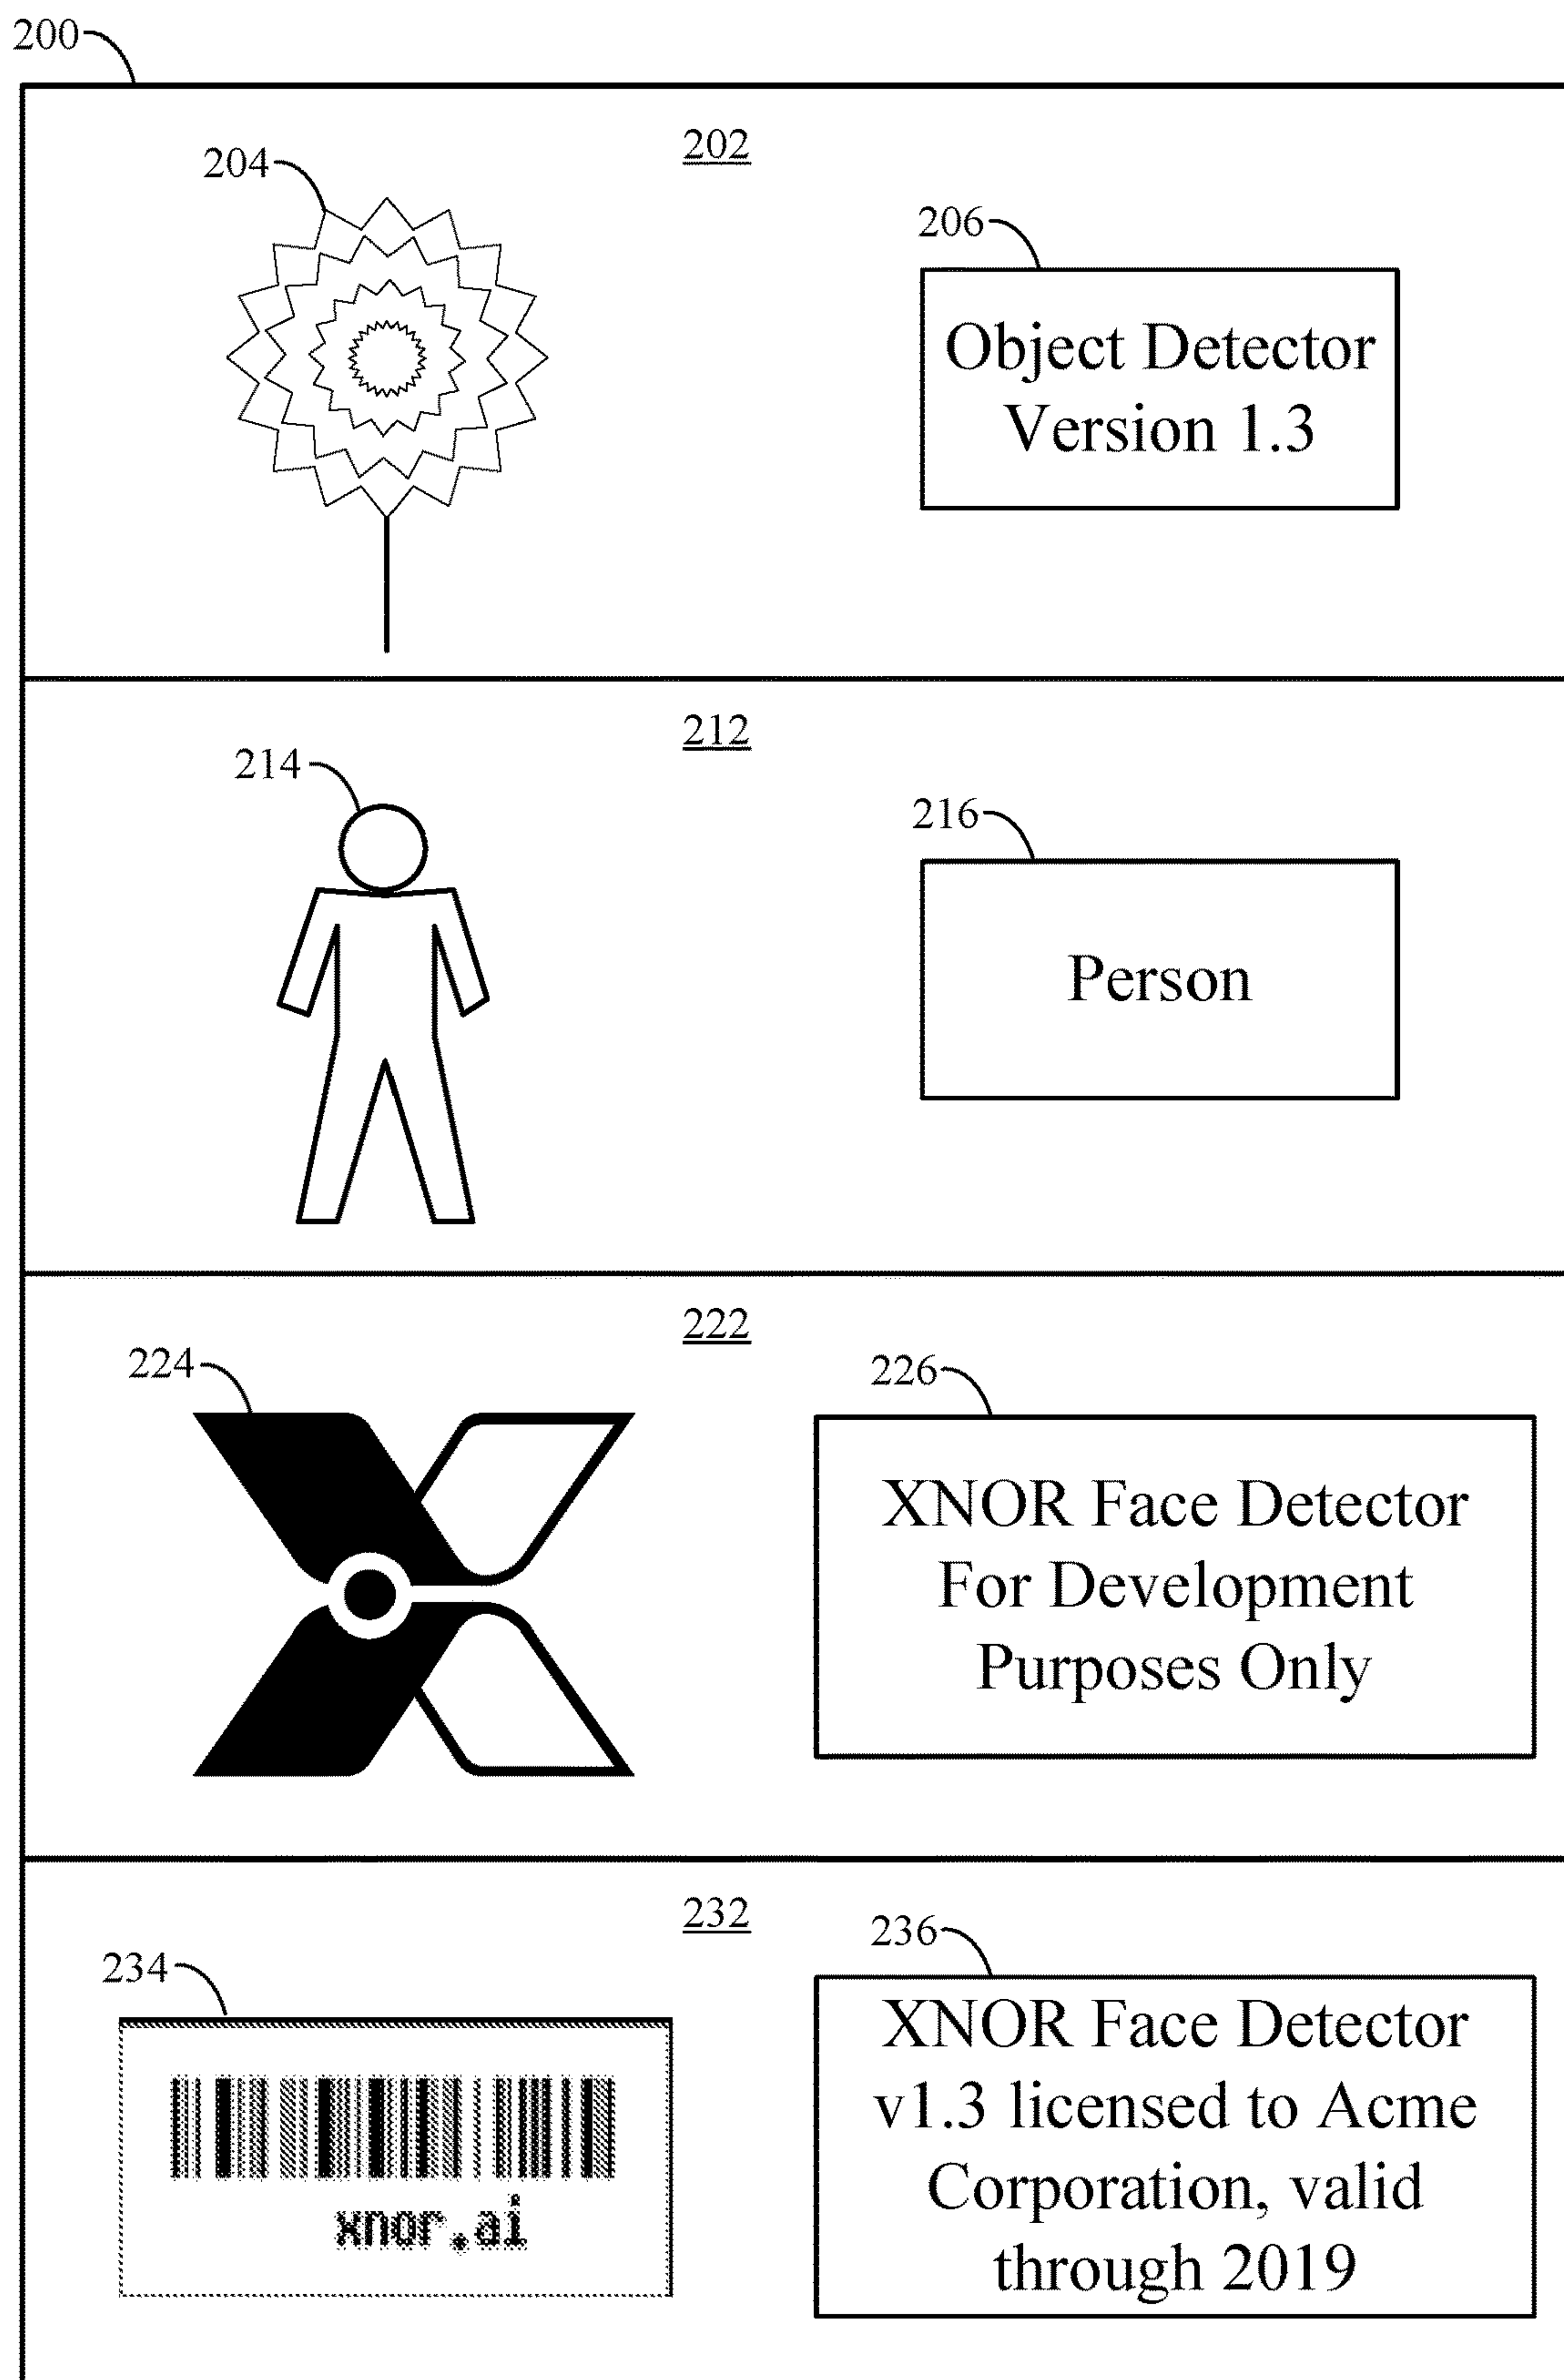 200
202
204
206
Object Detector
Version 1.3
212
214
216
Person
222
224
226
XNOR Face Detector
For Development
Purposes Only
232
234
236
xnor.ai
XNOR Face Detector
v1.3 licensed to Acme
Corporation, valid
through 2019